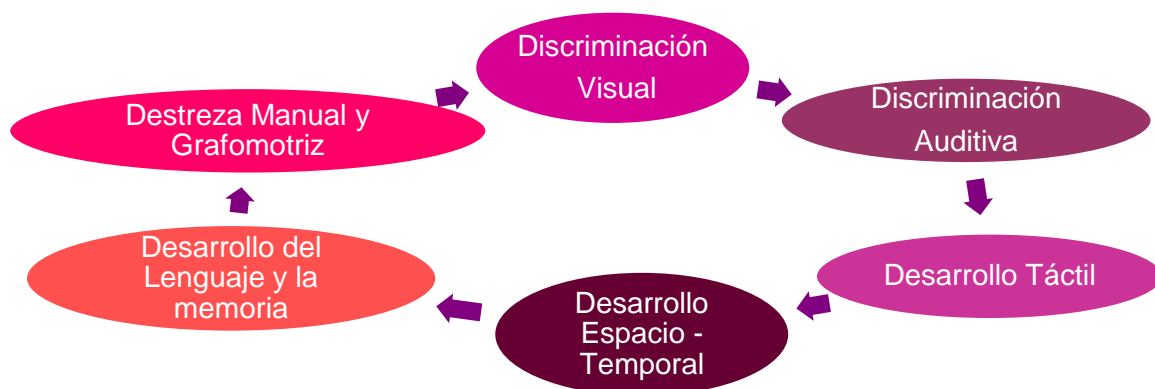 Discriminación
Visual
Discriminación
Auditiva
Desarrollo Táctil
Desarrollo
Espacio -
Temporal
Desarrollo del
Lenguaje y la
memoria
Destreza Manual y
Grafomotriz